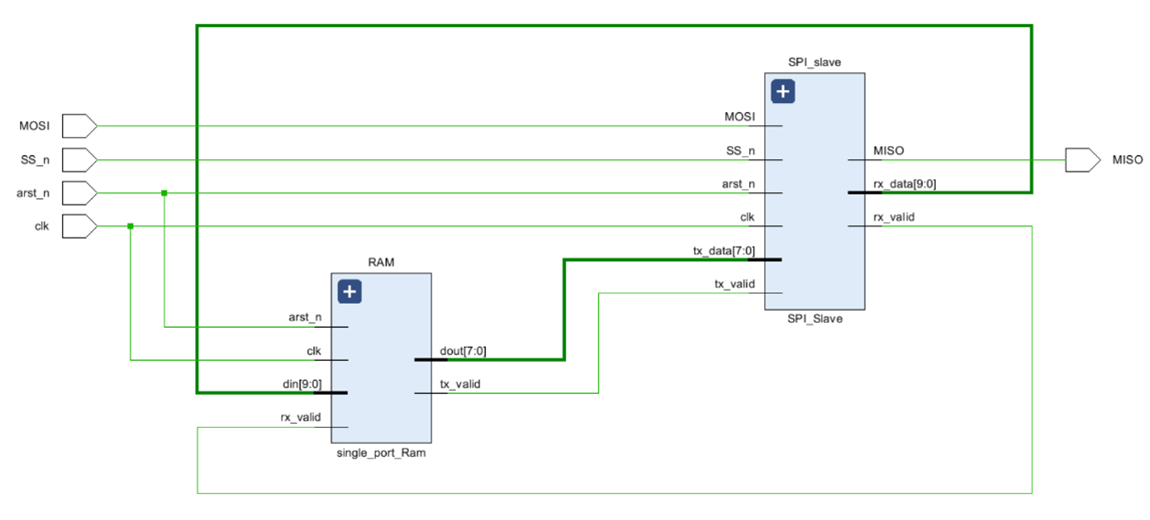 SPI_slave
MOSI
MOSI
SS_n
SS_n
MISO
MISO
arst_n
arst_n
rx_data[9:0]
clk
clk
rx_valid
tx_data[7:0]
RAM
tx_valid
arst_n
SPI_Slave
clk
dout[7:0]
din[9:0]
tx_valid
rx_valid
single_port_Ram